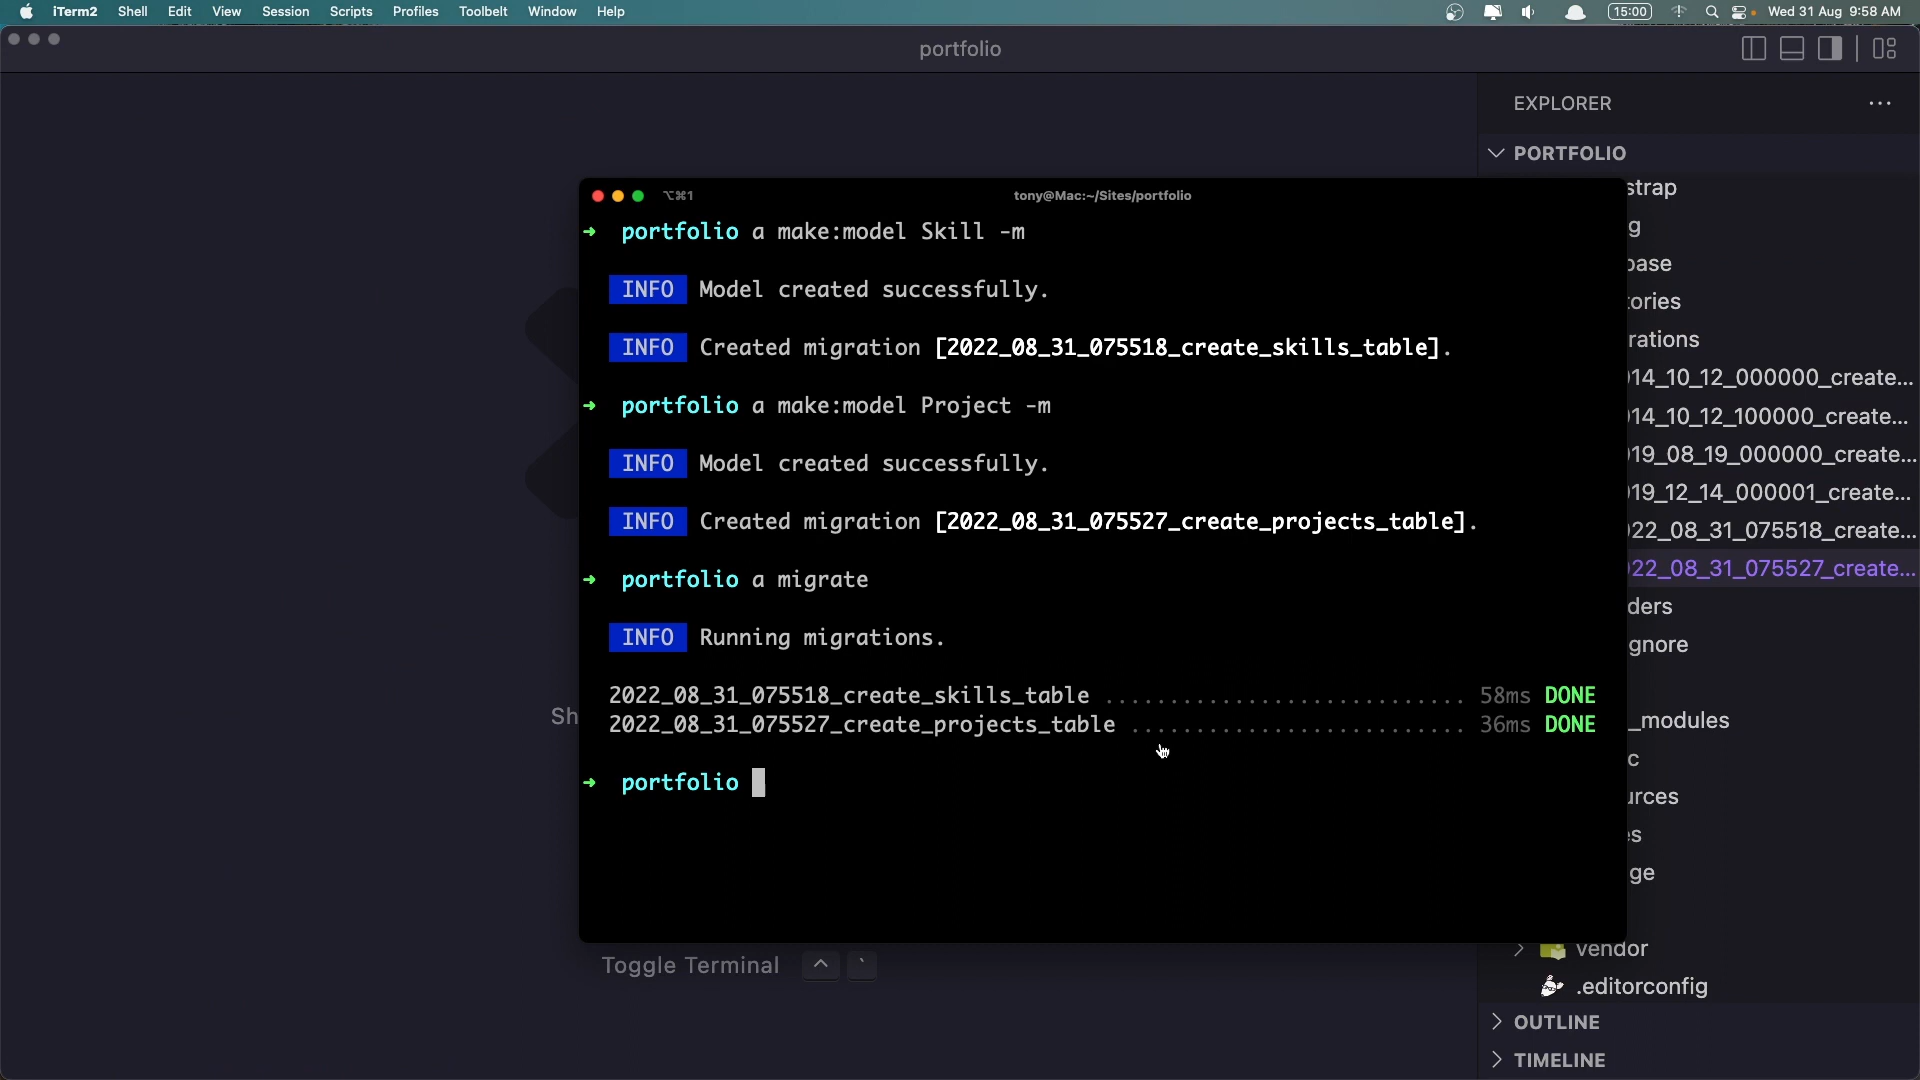 iTerm2 Shell Edit View Session Scripts Profiles Toolbelt Window Help 15:00 Wed 31 Aug 9:58 AM
portfolio
EXPLORER ...
PORTFOLIO
⌥⌘1 tony@Mac:~/Sites/portfolio
➜ portfolio a make:model Skill -m
INFO Model created successfully.
INFO Created migration [2022_08_31_075518_create_skills_table].
➜ portfolio a make:model Project -m
INFO Model created successfully.
INFO Created migration [2022_08_31_075527_create_projects_table].
➜ portfolio a migrate
INFO Running migrations.
2022_08_31_075518_create_skills_table ............................ 58ms DONE
2022_08_31_075527_create_projects_table .......................... 36ms DONE
➜ portfolio
strap
g
base
tories
rations
14_10_12_000000_create...
14_10_12_100000_create...
19_08_19_000000_create...
19_12_14_000001_create...
22_08_31_075518_create...
22_08_31_075527_create...
ders
gnore
_modules
c
urces
es
ge
vendor
.editorconfig
OUTLINE
TIMELINE
Sh
Toggle Terminal ^ `